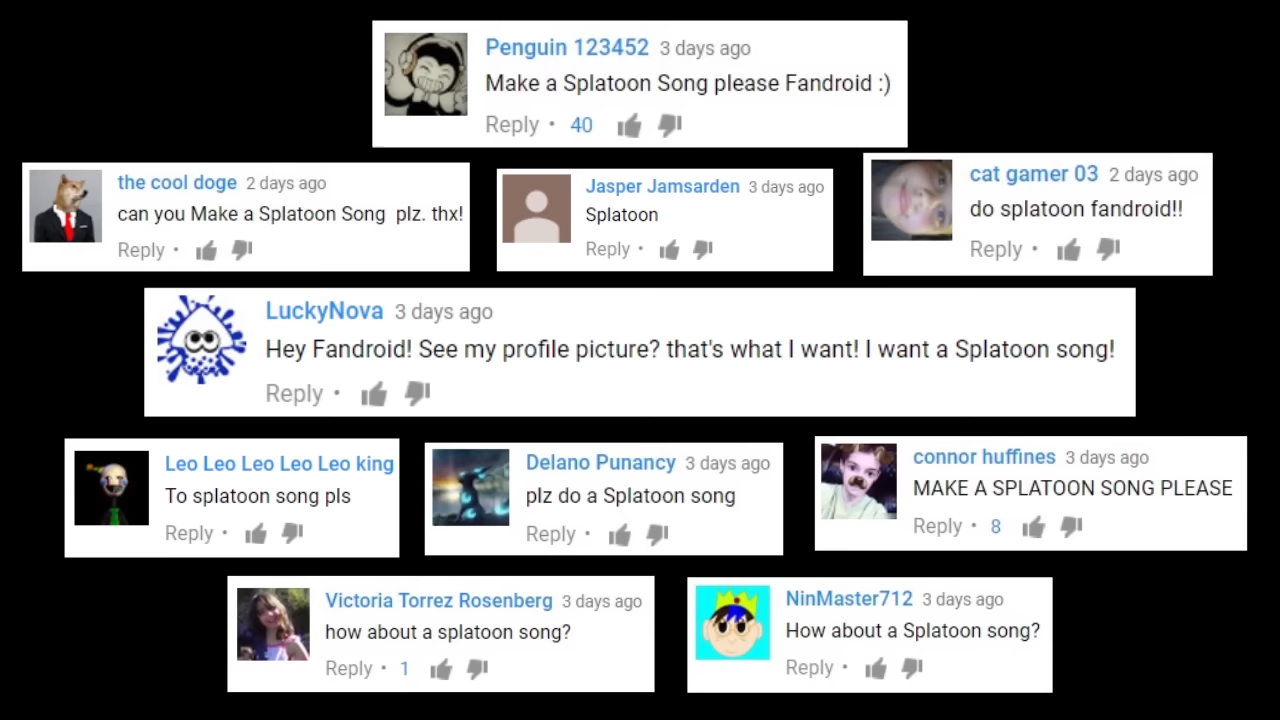 Penguin 123452 3 days ago
Make a Splatoon Song please Fandroid :)
Reply • 40
the cool doge 2 days ago
can you Make a Splatoon Song plz. thx!
Reply •
Jasper Jamsarden 3 days ago
Splatoon
Reply •
cat gamer 03 2 days ago
do splatoon fandroid!!
Reply •
LuckyNova 3 days ago
Hey Fandroid! See my profile picture? that's what I want! I want a Splatoon song!
Reply •
Leo Leo Leo Leo Leo king
To splatoon song pls
Reply •
Delano Punancy 3 days ago
plz do a Splatoon song
Reply •
connor huffines 3 days ago
MAKE A SPLATOON SONG PLEASE
Reply • 8
Victoria Torrez Rosenberg 3 days ago
how about a splatoon song?
Reply • 1
NinMaster712 3 days ago
How about a Splatoon song?
Reply •